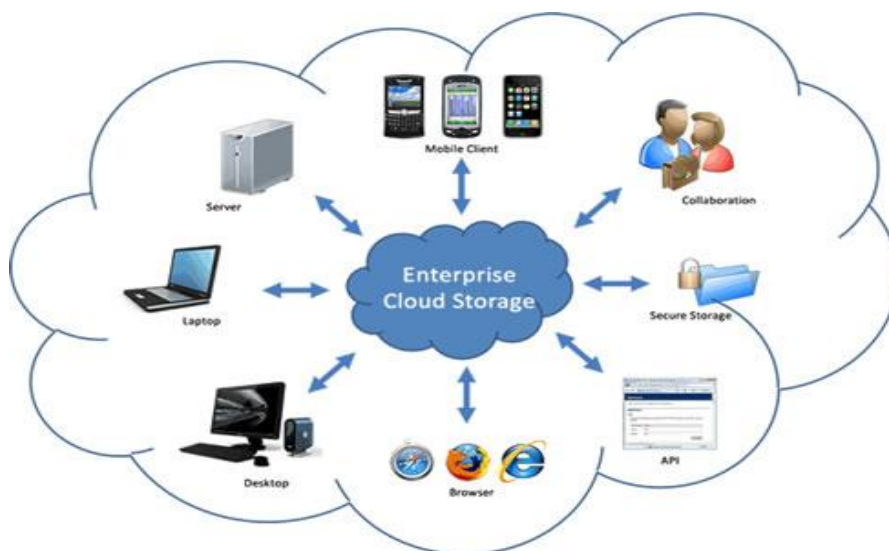 Mobile Client
Server
Collaboration
Enterprise
Cloud Storage
Laptop
Secure Storage
Desktop
Browser
API